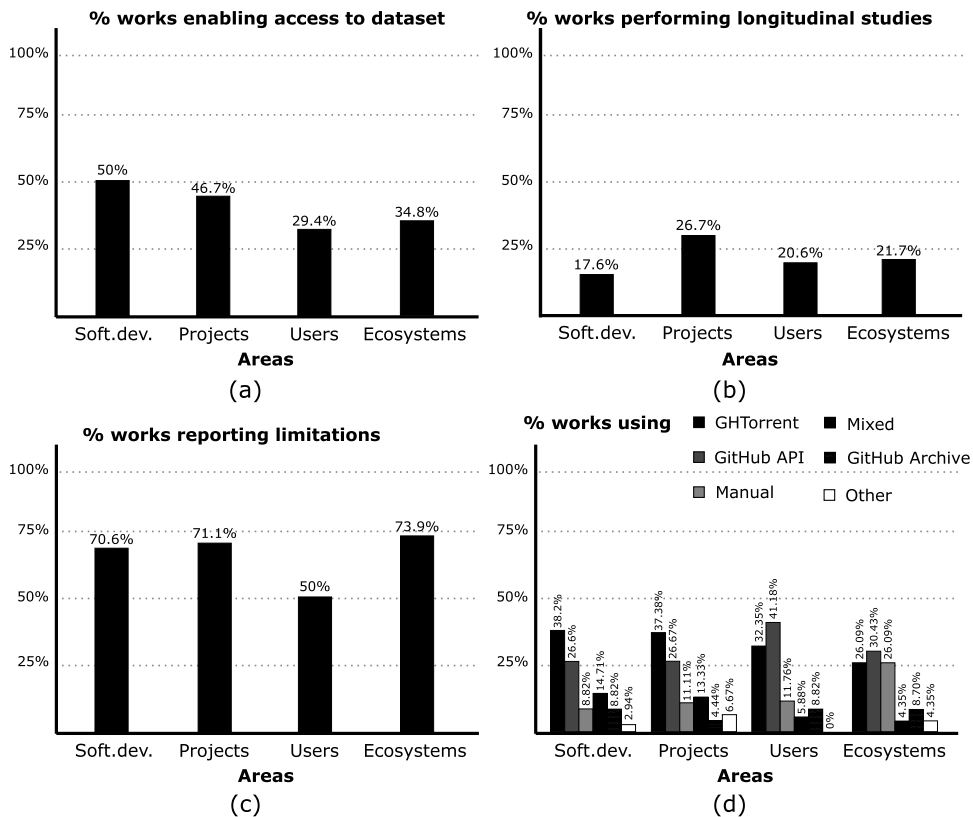 % works enabling access to dataset
100%
75%
50%
25%
50%
46.7%
29.4%
34.8%
Soft.dev.
Projects
Users
Ecosystems
Areas
(a)
% works performing longitudinal studies
100%
75%
50%
25%
17.6%
26.7%
20.6%
21.7%
Soft.dev.
Projects
Users
Ecosystems
Areas
(b)
% works reporting limitations
100%
75%
50%
25%
70.6%
71.1%
50%
73.9%
Soft.dev.
Projects
Users
Ecosystems
Areas
(c)
% works using
GHTorrent
Mixed
GitHub API
GitHub Archive
Manual
Other
100%
75%
50%
25%
38.2%
26.6%
8.82%
14.71%
8.82%
2.94%
37.38%
26.67%
11.11%
13.33%
4.44%
6.67%
32.35%
41.18%
11.76%
5.88%
8.82%
0%
26.09%
30.43%
26.09%
4.35%
8.70%
4.35%
Soft.dev.
Projects
Users
Ecosystems
Areas
(d)